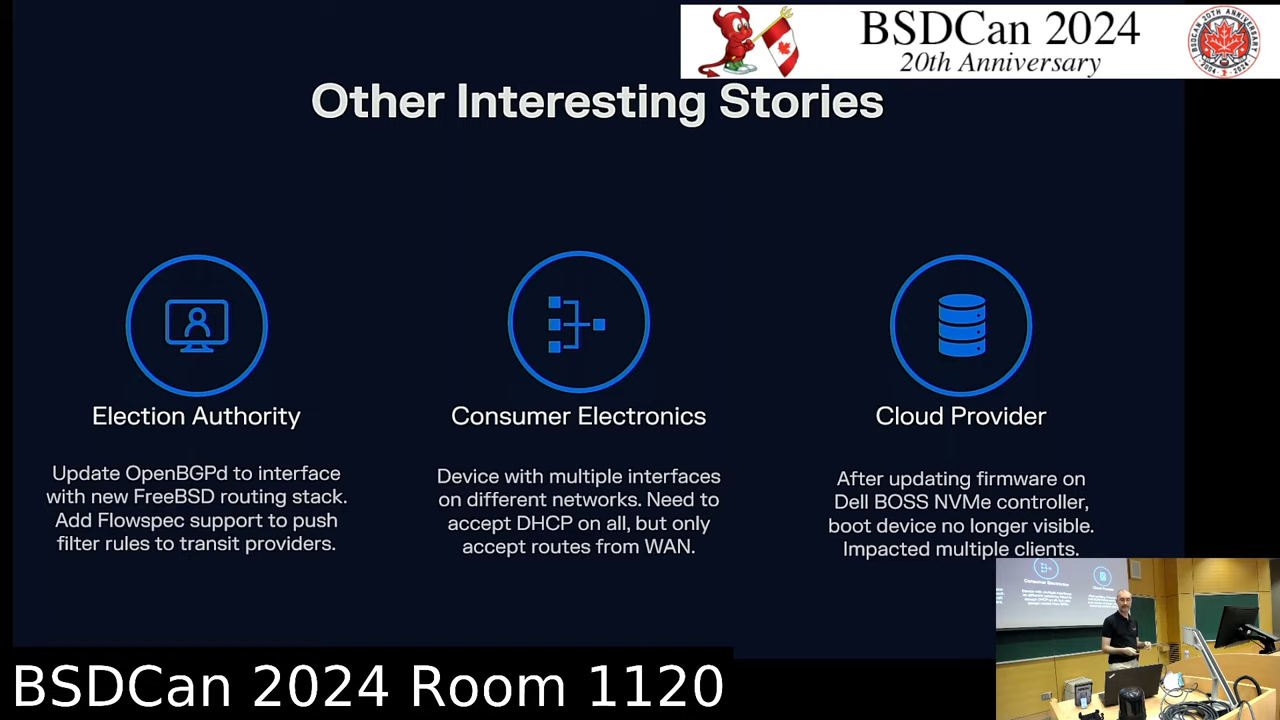 BSDCan 2024
20th Anniversary
Other Interesting Stories
Election Authority
Update OpenBGPd to interface
with new FreeBSD routing stack.
Add Flowspec support to push
filter rules to transit providers.
Consumer Electronics
Device with multiple interfaces
on different networks. Need to
accept DHCP on all, but only
accept routes from WAN.
Cloud Provider
After updating firmware on
Dell BOSS NVMe controller,
boot device no longer visible.
Impacted multiple clients.
BSDCan 2024 Room 1120